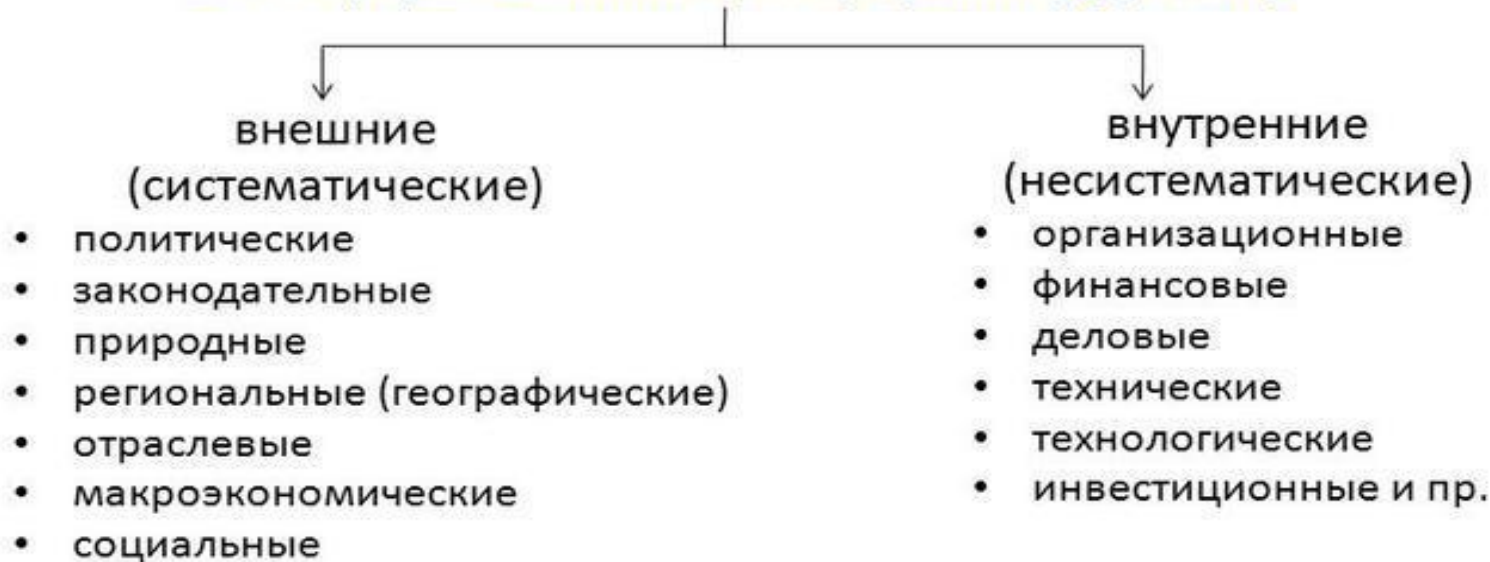 внешние
(систематические)
• политические
• законодательные
• природные
• региональные (географические)
• отраслевые
• макроэкономические
• социальные
внутренние
(несистематические)
• организационные
• финансовые
• деловые
• технические
• технологические
• инвестиционные и пр.